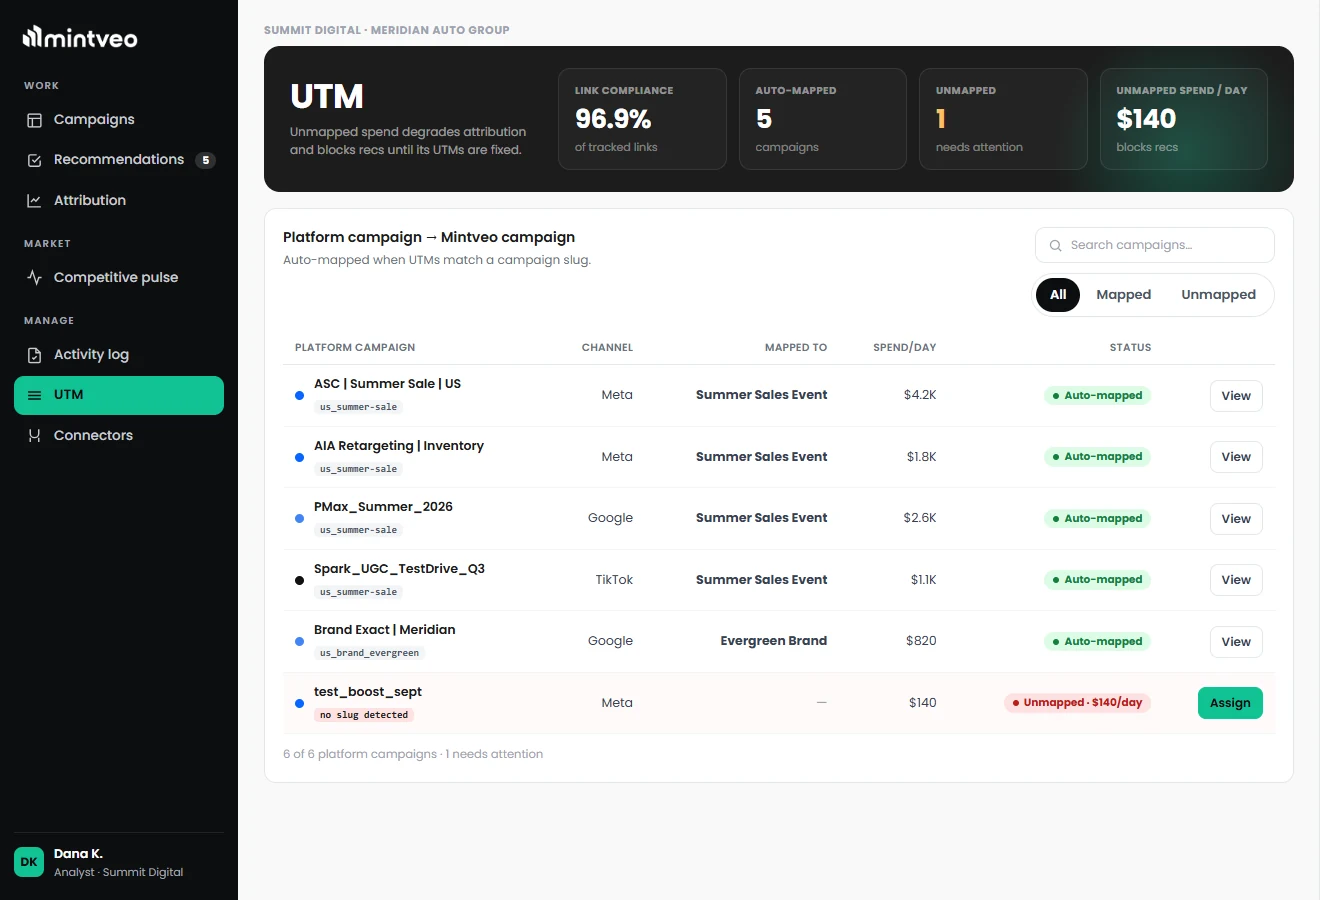 mintveo
WORK
Campaigns
Recommendations 5
Attribution
MARKET
Competitive pulse
MANAGE
Activity log
UTM
Connectors
DK
Dana K.
Analyst · Summit Digital
SUMMIT DIGITAL · MERIDIAN AUTO GROUP
UTM
Unmapped spend degrades attribution
and blocks recs until its UTMs are fixed.
LINK COMPLIANCE
96.9%
of tracked links
AUTO-MAPPED
5
campaigns
UNMAPPED
1
needs attention
UNMAPPED SPEND / DAY
$140
blocks recs
Platform campaign → Mintveo campaign
Auto-mapped when UTMs match a campaign slug.
Search campaigns…
All Mapped Unmapped
PLATFORM CAMPAIGN CHANNEL MAPPED TO SPEND/DAY STATUS
ASC | Summer Sale | US
us_summer-sale
Meta Summer Sales Event $4.2K Auto-mapped View
AIA Retargeting | Inventory
us_summer-sale
Meta Summer Sales Event $1.8K Auto-mapped View
PMax_Summer_2026
us_summer-sale
Google Summer Sales Event $2.6K Auto-mapped View
Spark_UGC_TestDrive_Q3
us_summer-sale
TikTok Summer Sales Event $1.1K Auto-mapped View
Brand Exact | Meridian
us_brand_evergreen
Google Evergreen Brand $820 Auto-mapped View
test_boost_sept
no slug detected
Meta — $140 Unmapped · $140/day Assign
6 of 6 platform campaigns · 1 needs attention